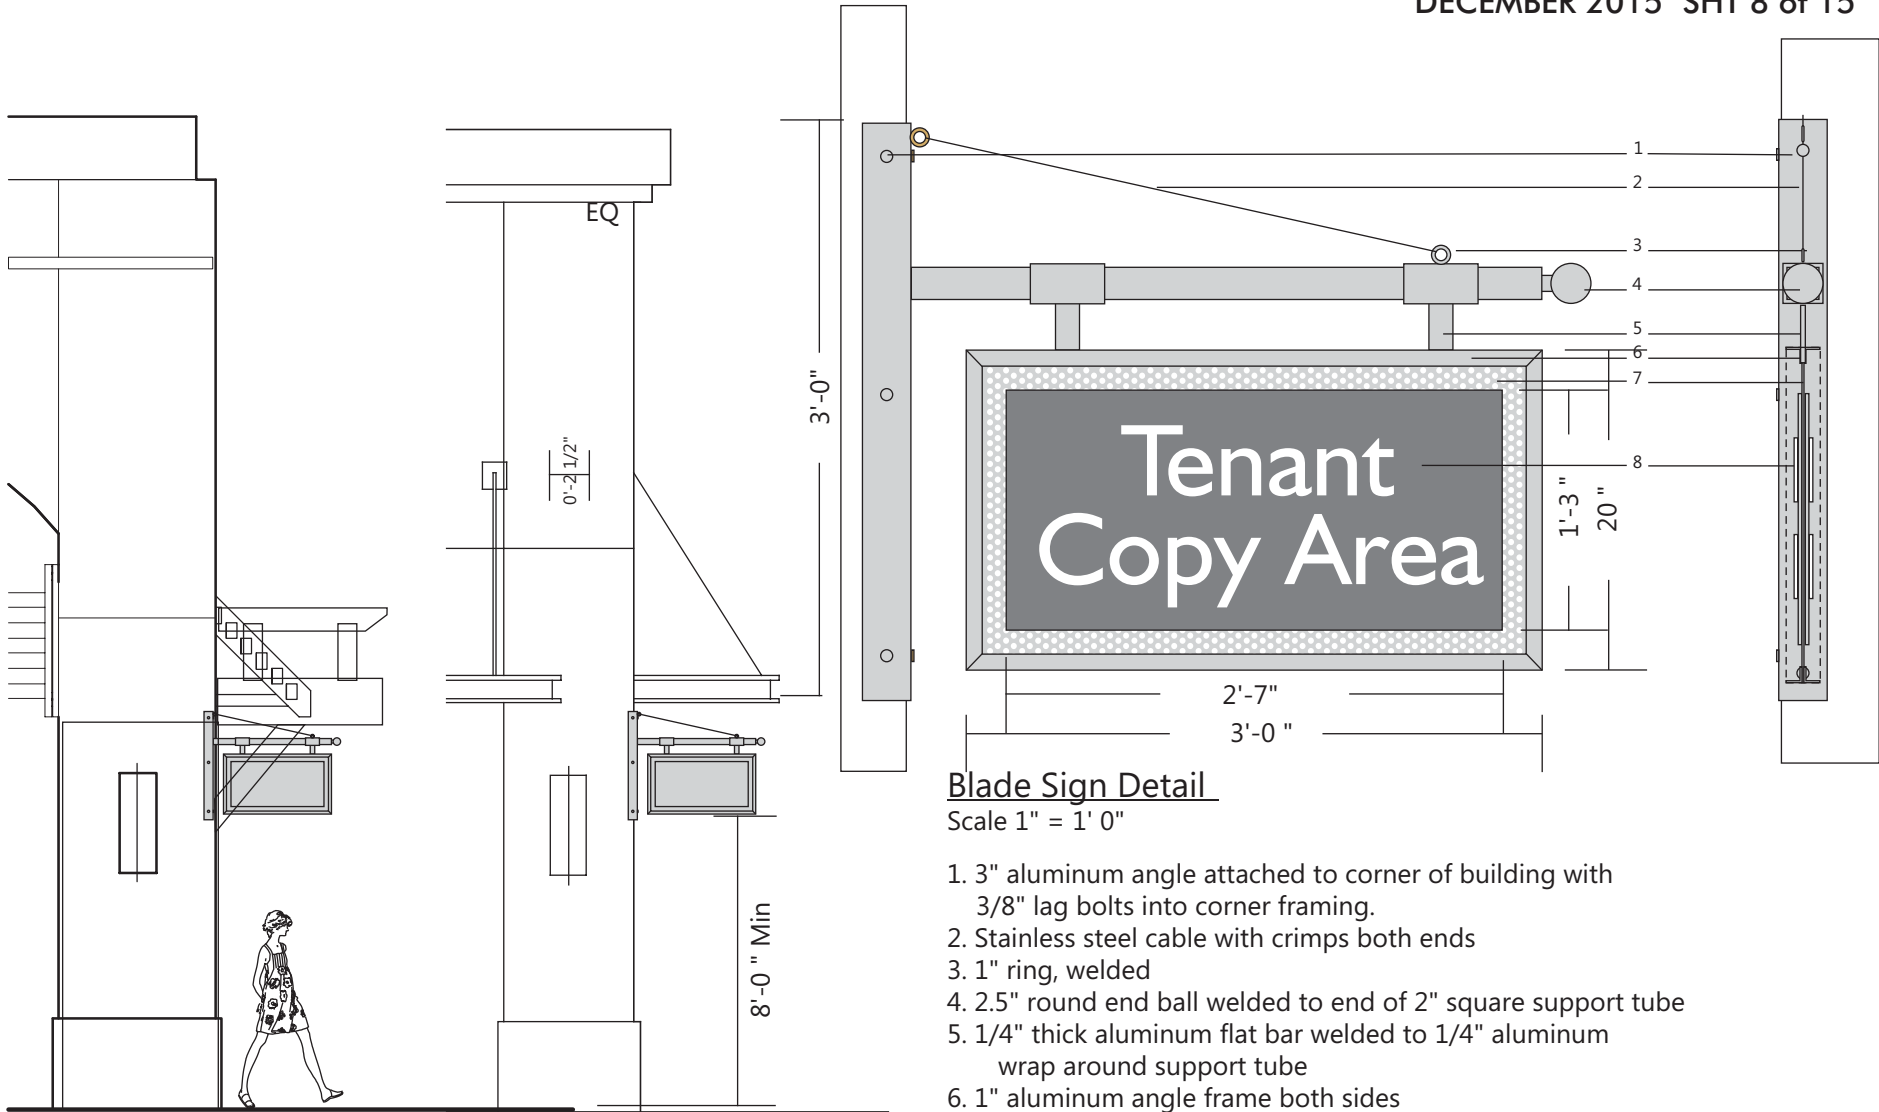 DECEMBER 2015 SHT 8 of 15
EQ
0'-2 1/2"
8'-0 " Min
3'-0"
1
2
3
4
5
6
7
8
Tenant
Copy Area
1'-3 "
20 "
2'-7"
3'-0 "
Blade Sign Detail
Scale 1" = 1' 0"
1. 3" aluminum angle attached to corner of building with
3/8" lag bolts into corner framing.
2. Stainless steel cable with crimps both ends
3. 1" ring, welded
4. 2.5" round end ball welded to end of 2" square support tube
5. 1/4" thick aluminum flat bar welded to 1/4" aluminum
wrap around support tube
6. 1" aluminum angle frame both sides